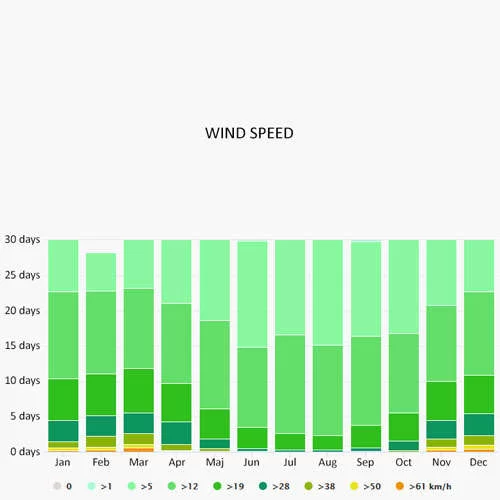 WIND SPEED
30 days
25 days
20 days
15 days
10 days
5 days
0 days
Jan Feb Mar Apr Maj Jun Jul Aug Sep Oct Nov Dec
0 >1 >5 >12 >19 >28 >38 >50 >61 km/h